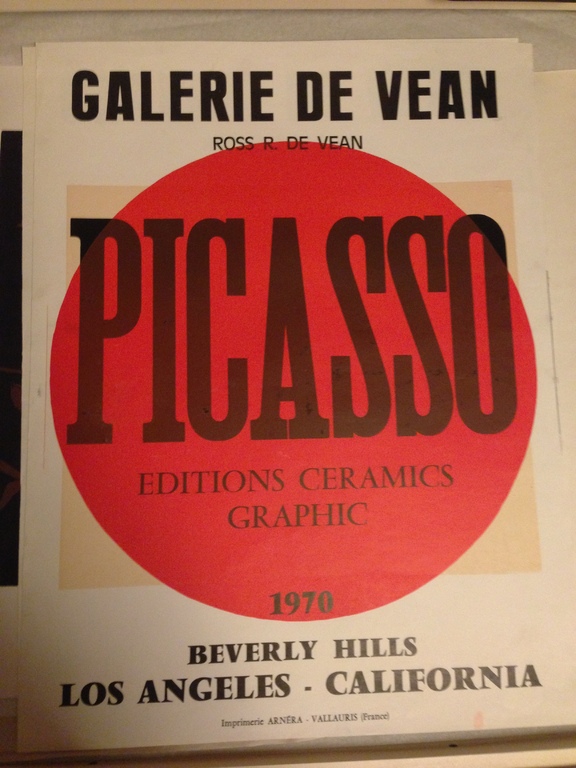 GALERIE DE VEAN
ROSS R. DE VEAN
PICASSO
EDITIONS CERAMICS
GRAPHIC
1970
BEVERLY HILLS
LOS ANGELES - CALIFORNIA
Imprimerie ARNÉRA - VALLAURIS (France)